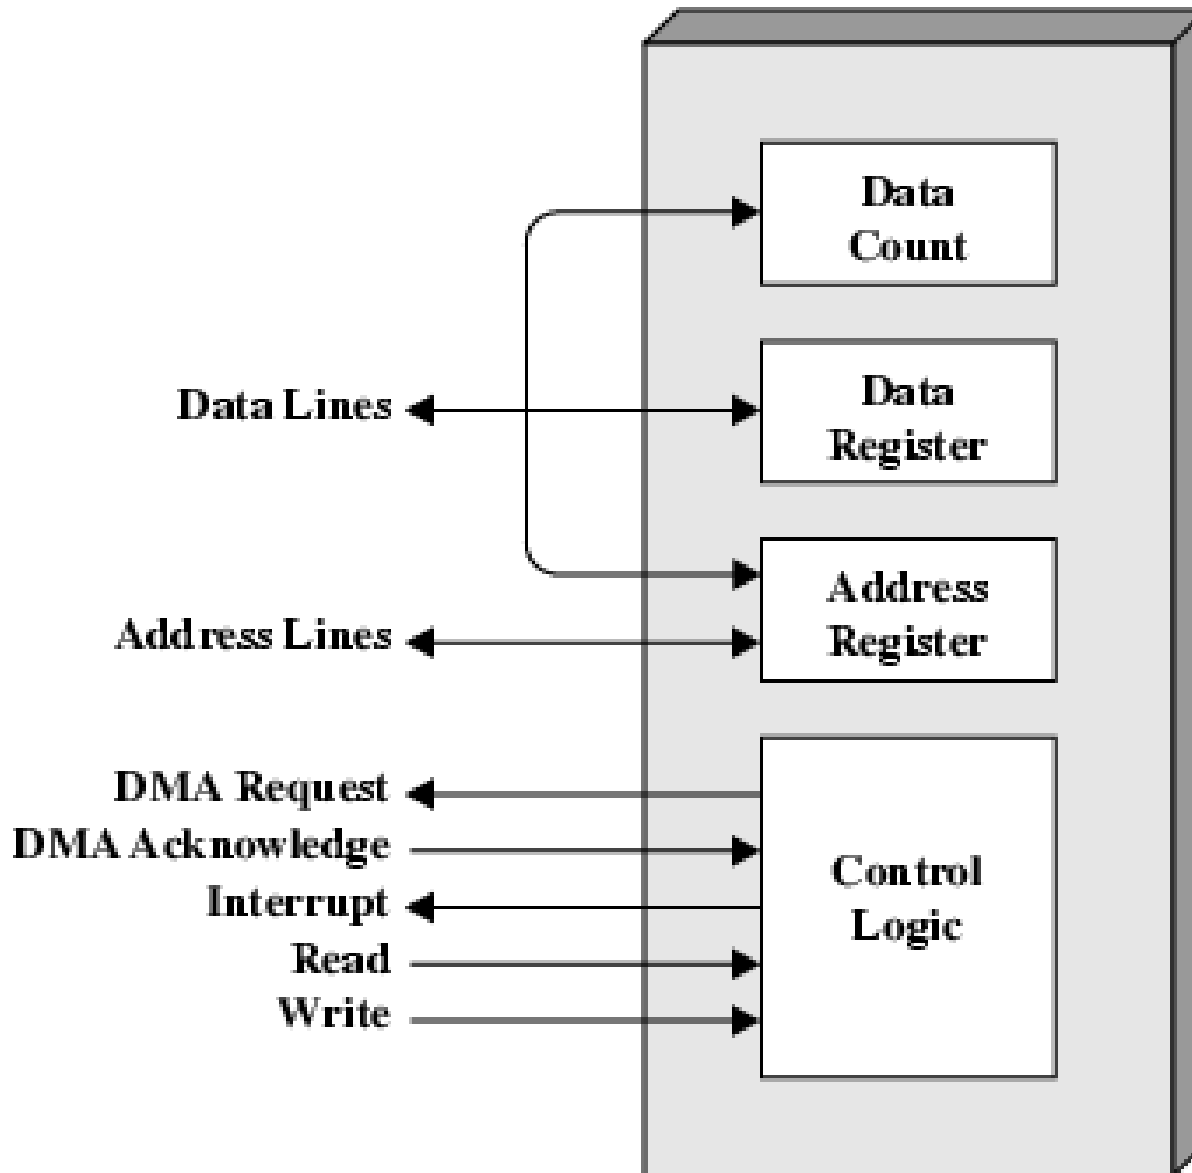 Data
Count
Data Lines
Data
Register
Address
Register
Address Lines
DMA Request
DMA Acknowledge
Interrupt
Read
Write
Control
Logic